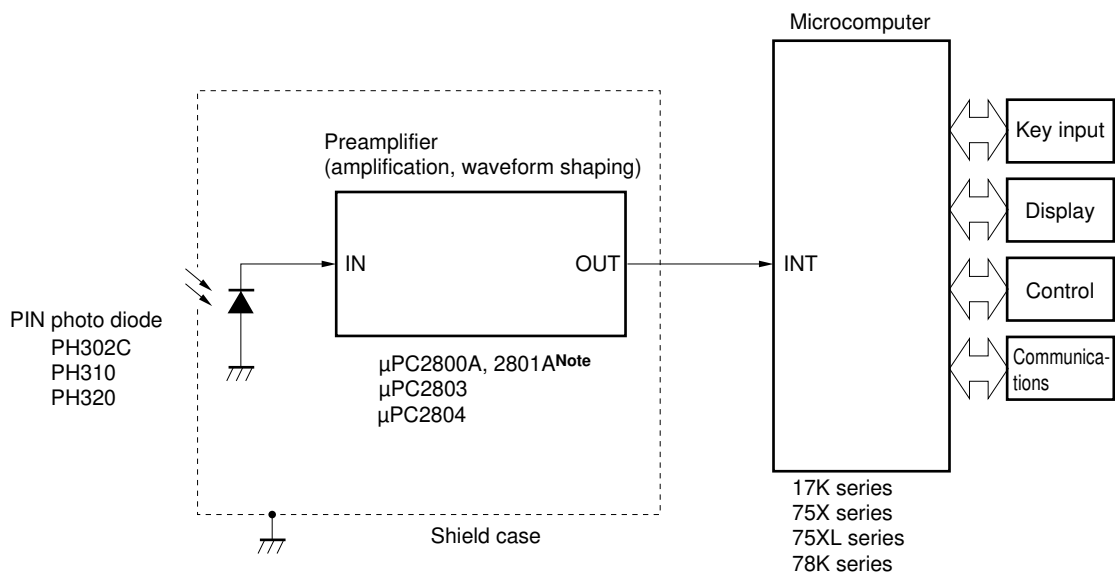 Microcomputer
Preamplifier
(amplification, waveform shaping)
IN
OUT
INT
Key input
Display
Control
Communica-
tions
PIN photo diode
PH302C
PH310
PH320
µPC2800A, 2801ANote
µPC2803
µPC2804
Shield case
17K series
75X series
75XL series
78K series